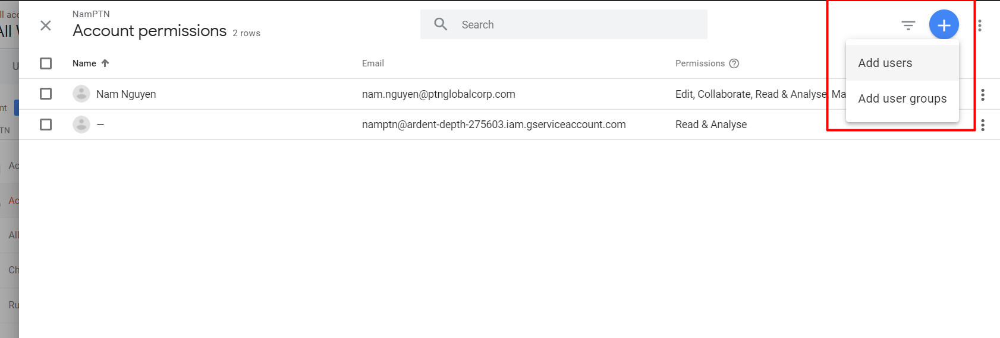 NamPTN
Account permissions 2 rows
Search
Name Email Permissions
Nam Nguyen nam.nguyen@ptnglobalcorp.com Edit, Collaborate, Read & Analyse, Ma
— namptn@ardent-depth-275603.iam.gserviceaccount.com Read & Analyse
Add users
Add user groups
ll acc
All
U
nt
TN
Ac
Ac
All
Ch
Ru